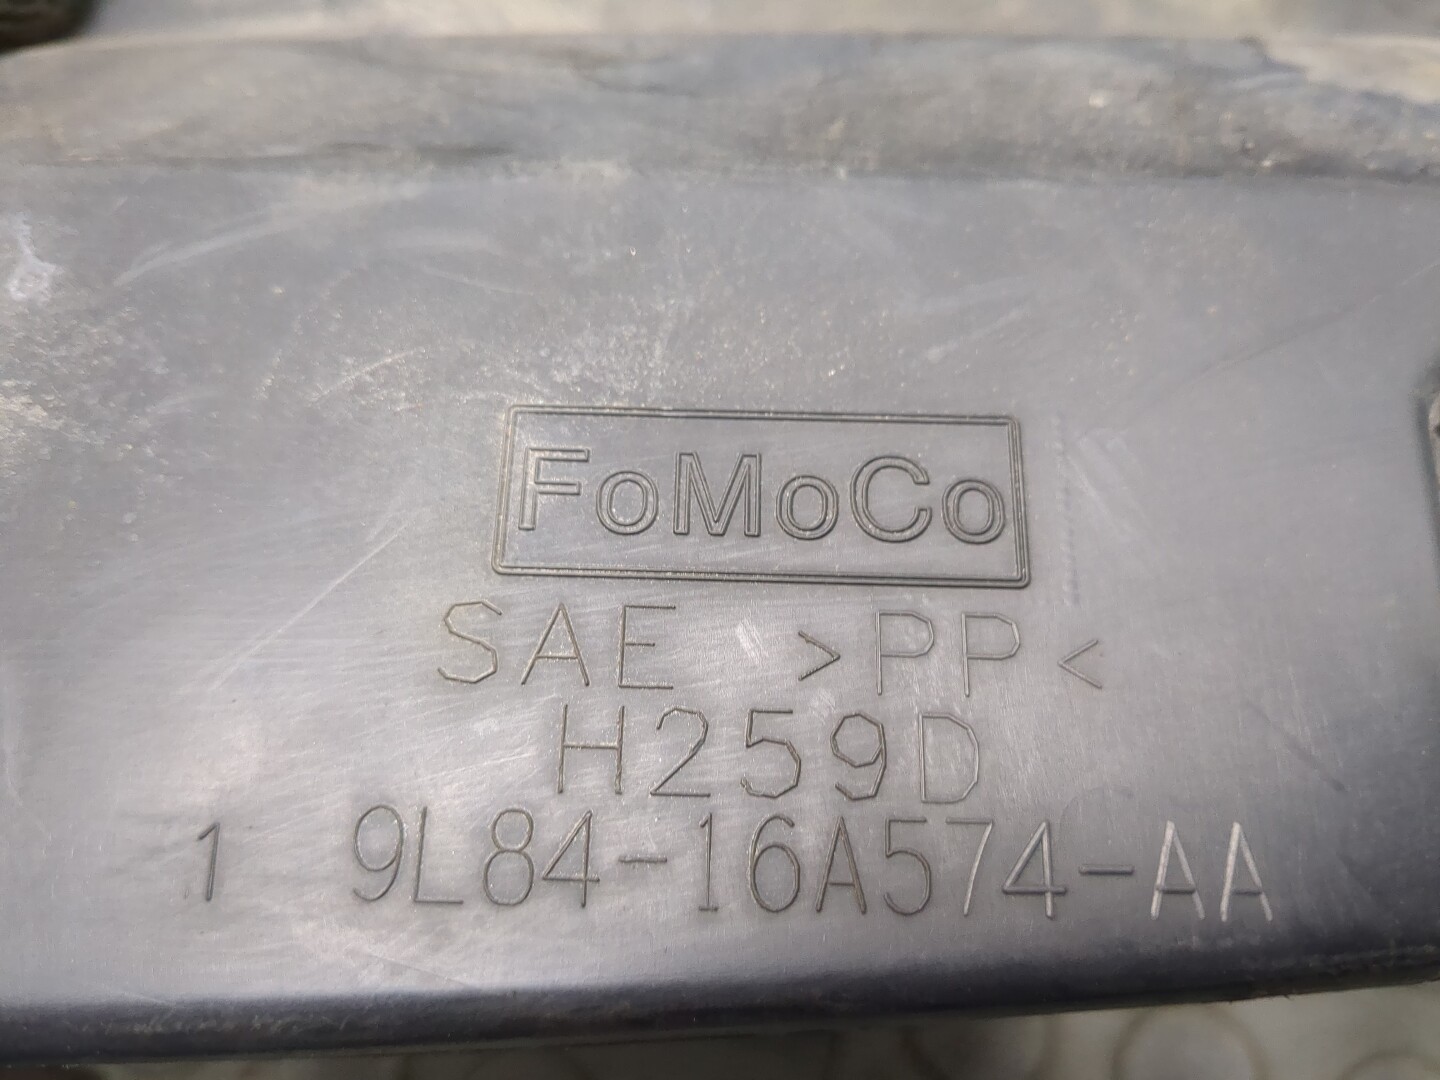 FoMoCo
SAE >PP<
H259D
1 9L84-16A574-AA